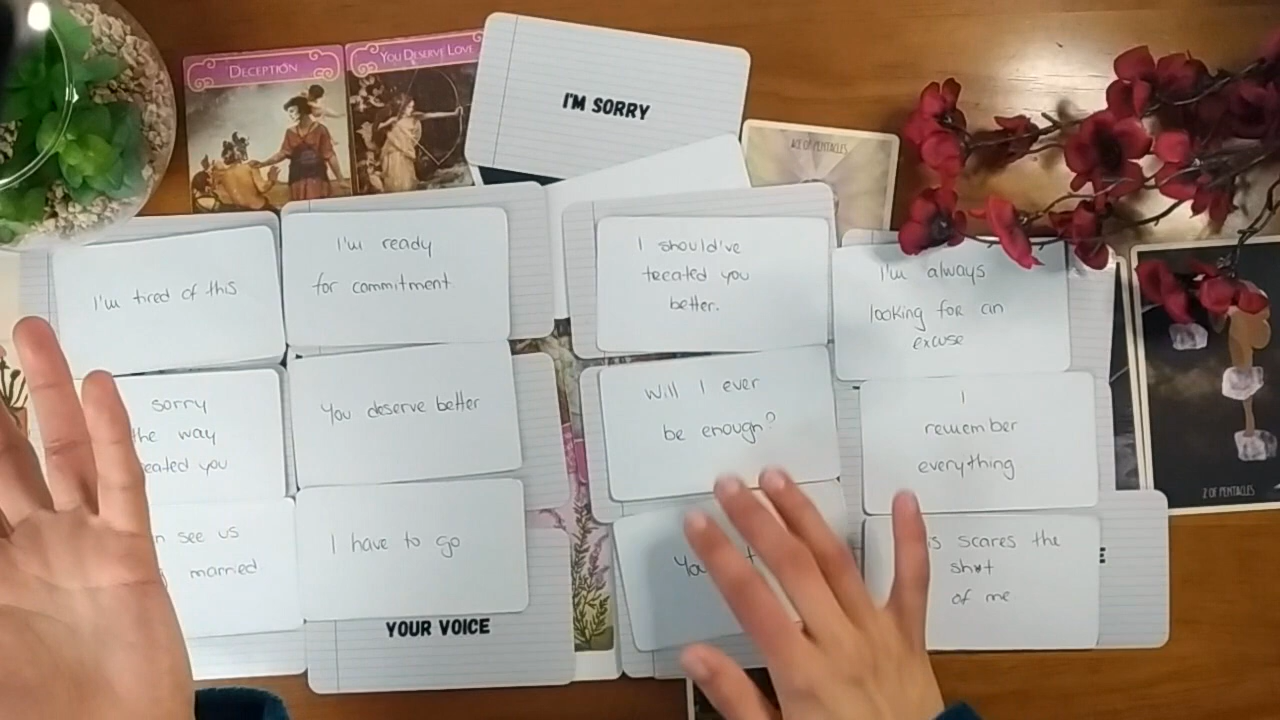 DECEPTION
YOU DESERVE LOVE
I'M SORRY
ACE OF PENTACLES
I'm tired of this
I'm ready
for commitment
I should've
treated you
better.
I'm always
looking for an
excuse
sorry
the way
eated you
You deserve better
Will I ever
be enough?
I
remember
everything
2 OF PENTACLES
n see us
married
I have to go
You
is scares the
sh*t
of me
YOUR VOICE